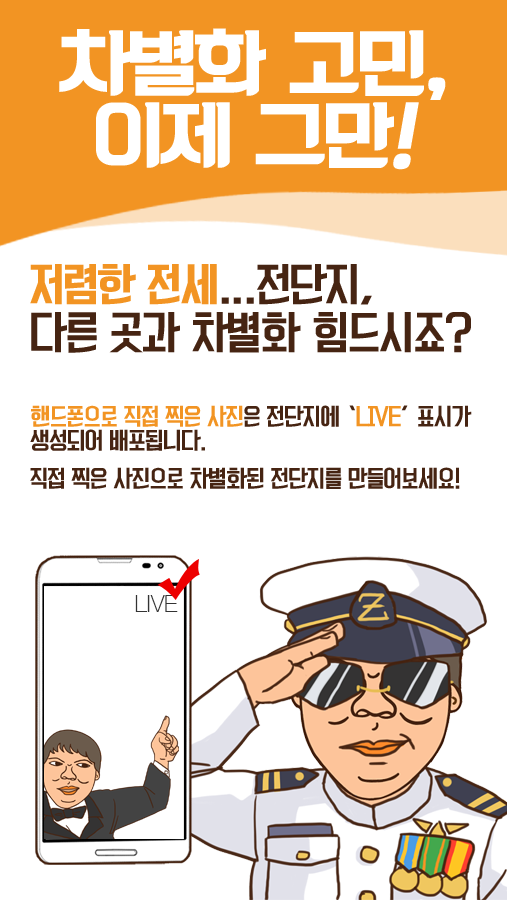 차별화 고민,
이제 그만!
저렴한 전세...전단지,
다른 곳과 차별화 힘드시죠?
핸드폰으로 직접 찍은 사진은 전단지에 `LIVE´ 표시가
생성되어 배포됩니다.
직접 찍은 사진으로 차별화된 전단지를 만들어보세요!
LIVE
Z